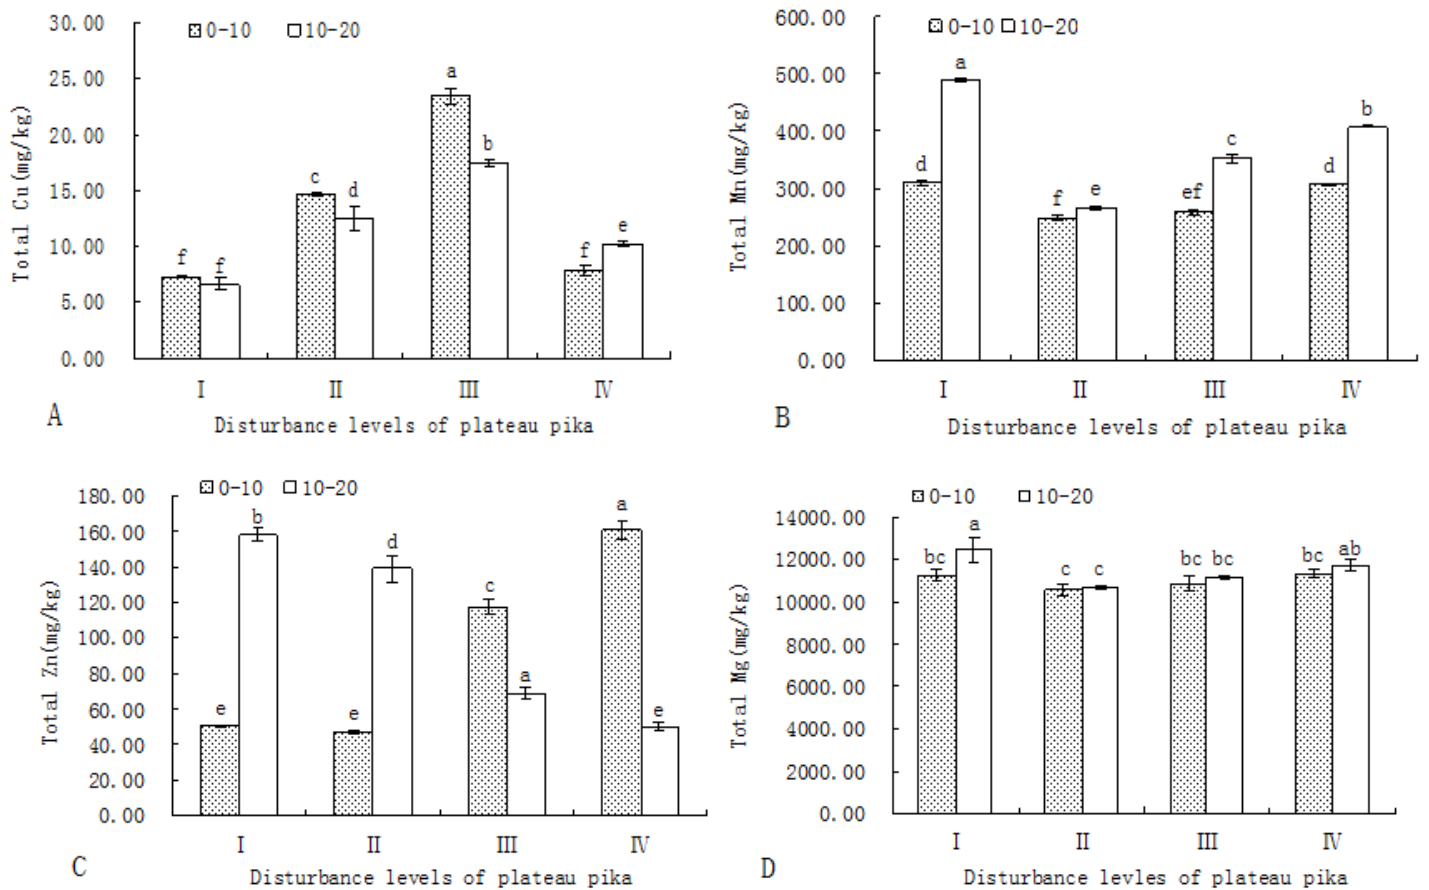 30.00
0-10 10-20
25.00
20.00
15.00
10.00
5.00
0.00
Total Cu(mg/kg)
f f c d a b f e
I II III IV
A
Disturbance levels of plateau pika
600.00
0-10 10-20
500.00
400.00
300.00
200.00
100.00
0.00
Total Mn(mg/kg)
d a f e ef c d b
I II III IV
B
Disturbance levels of plateau pika
0-10 10-20
180.00
160.00
140.00
120.00
100.00
80.00
60.00
40.00
20.00
0.00
Total Zn(mg/kg)
e b e d c a a e
I II III IV
C
Disturbance levels of plateau pika
0-10 10-20
14000.00
12000.00
10000.00
8000.00
6000.00
4000.00
2000.00
0.00
Total Mg(mg/kg)
bc a c c bc bc bc ab
I II III IV
D
Disturbance levles of plateau pika